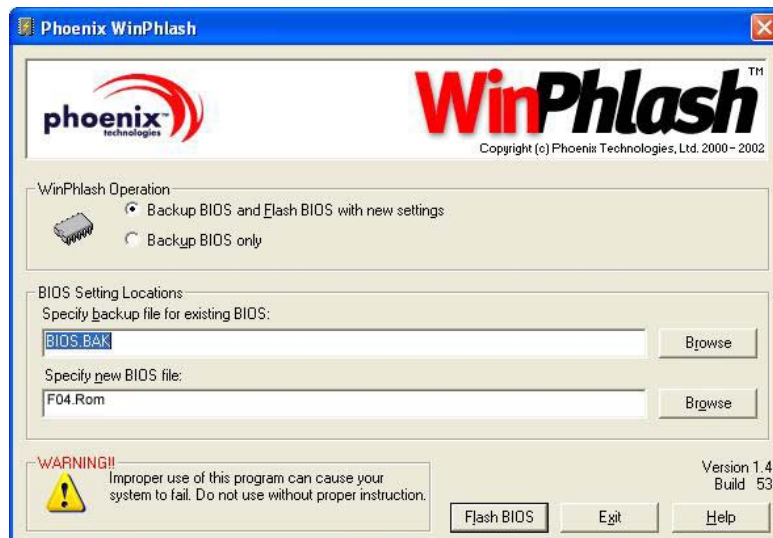 Phoenix WinPhlash
phoenix™
technologies
WinPhlash™
Copyright (c) Phoenix Technologies, Ltd. 2000 - 2002
WinPhlash Operation
Backup BIOS and Flash BIOS with new settings
Backup BIOS only
BIOS Setting Locations
Specify backup file for existing BIOS:
BIOS.BAK
Browse
Specify new BIOS file:
F04.Rom
Browse
WARNING!!
Improper use of this program can cause your
system to fail. Do not use without proper instruction.
Version 1.4
Build 53
Flash BIOS
Exit
Help